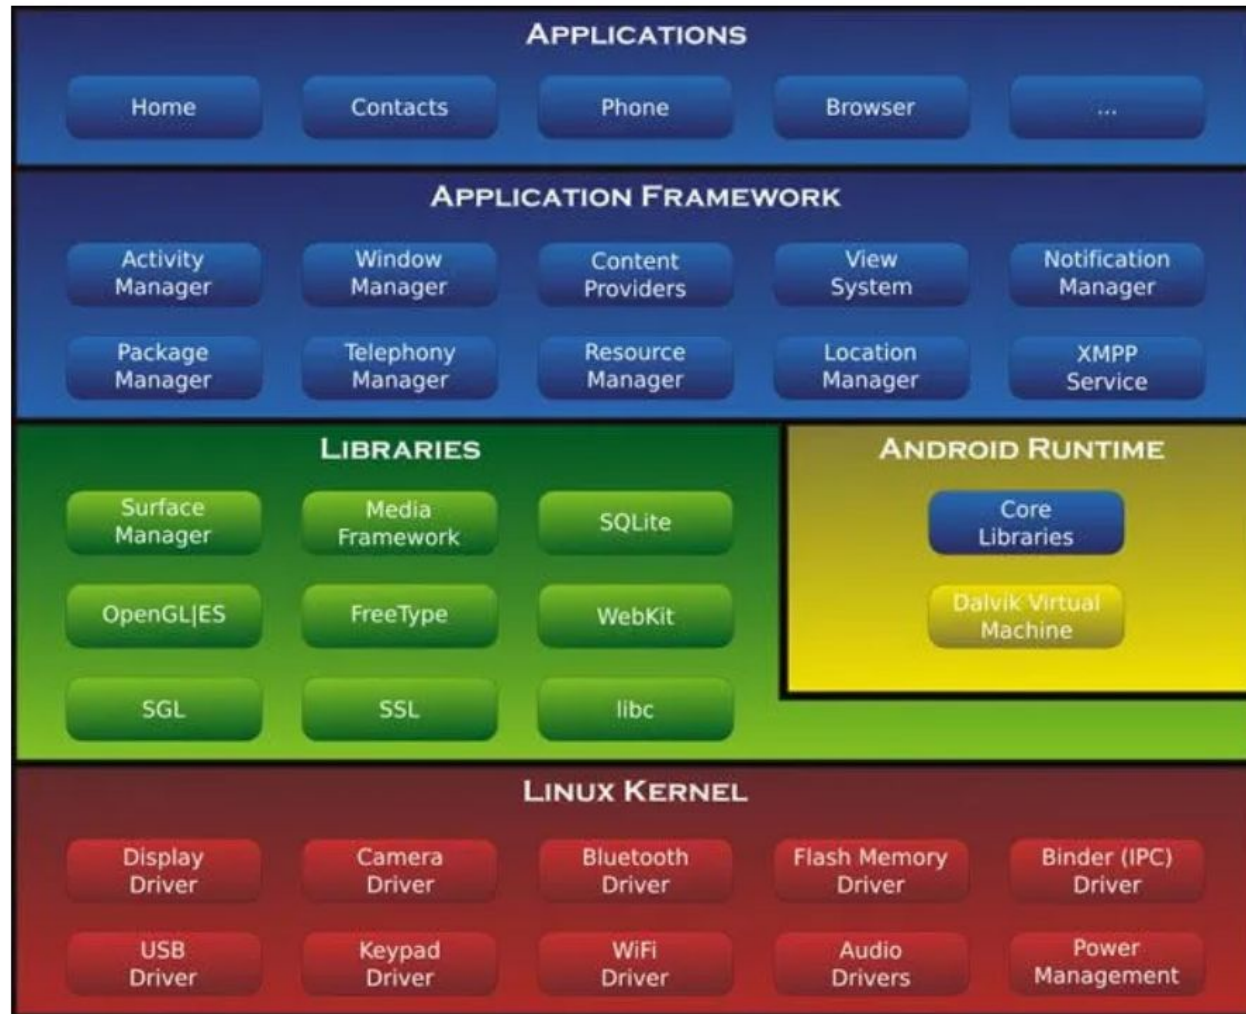 APPLICATIONS
Home
Contacts
Phone
Browser
...
APPLICATION FRAMEWORK
Activity
Manager
Window
Manager
Content
Providers
View
System
Notification
Manager
Package
Manager
Telephony
Manager
Resource
Manager
Location
Manager
XMPP
Service
LIBRARIES
Surface
Manager
Media
Framework
SQLite
OpenGL|ES
FreeType
WebKit
SGL
SSL
libc
ANDROID RUNTIME
Core
Libraries
Dalvik Virtual
Machine
LINUX KERNEL
Display
Driver
Camera
Driver
Bluetooth
Driver
Flash Memory
Driver
Binder (IPC)
Driver
USB
Driver
Keypad
Driver
WiFi
Driver
Audio
Drivers
Power
Management